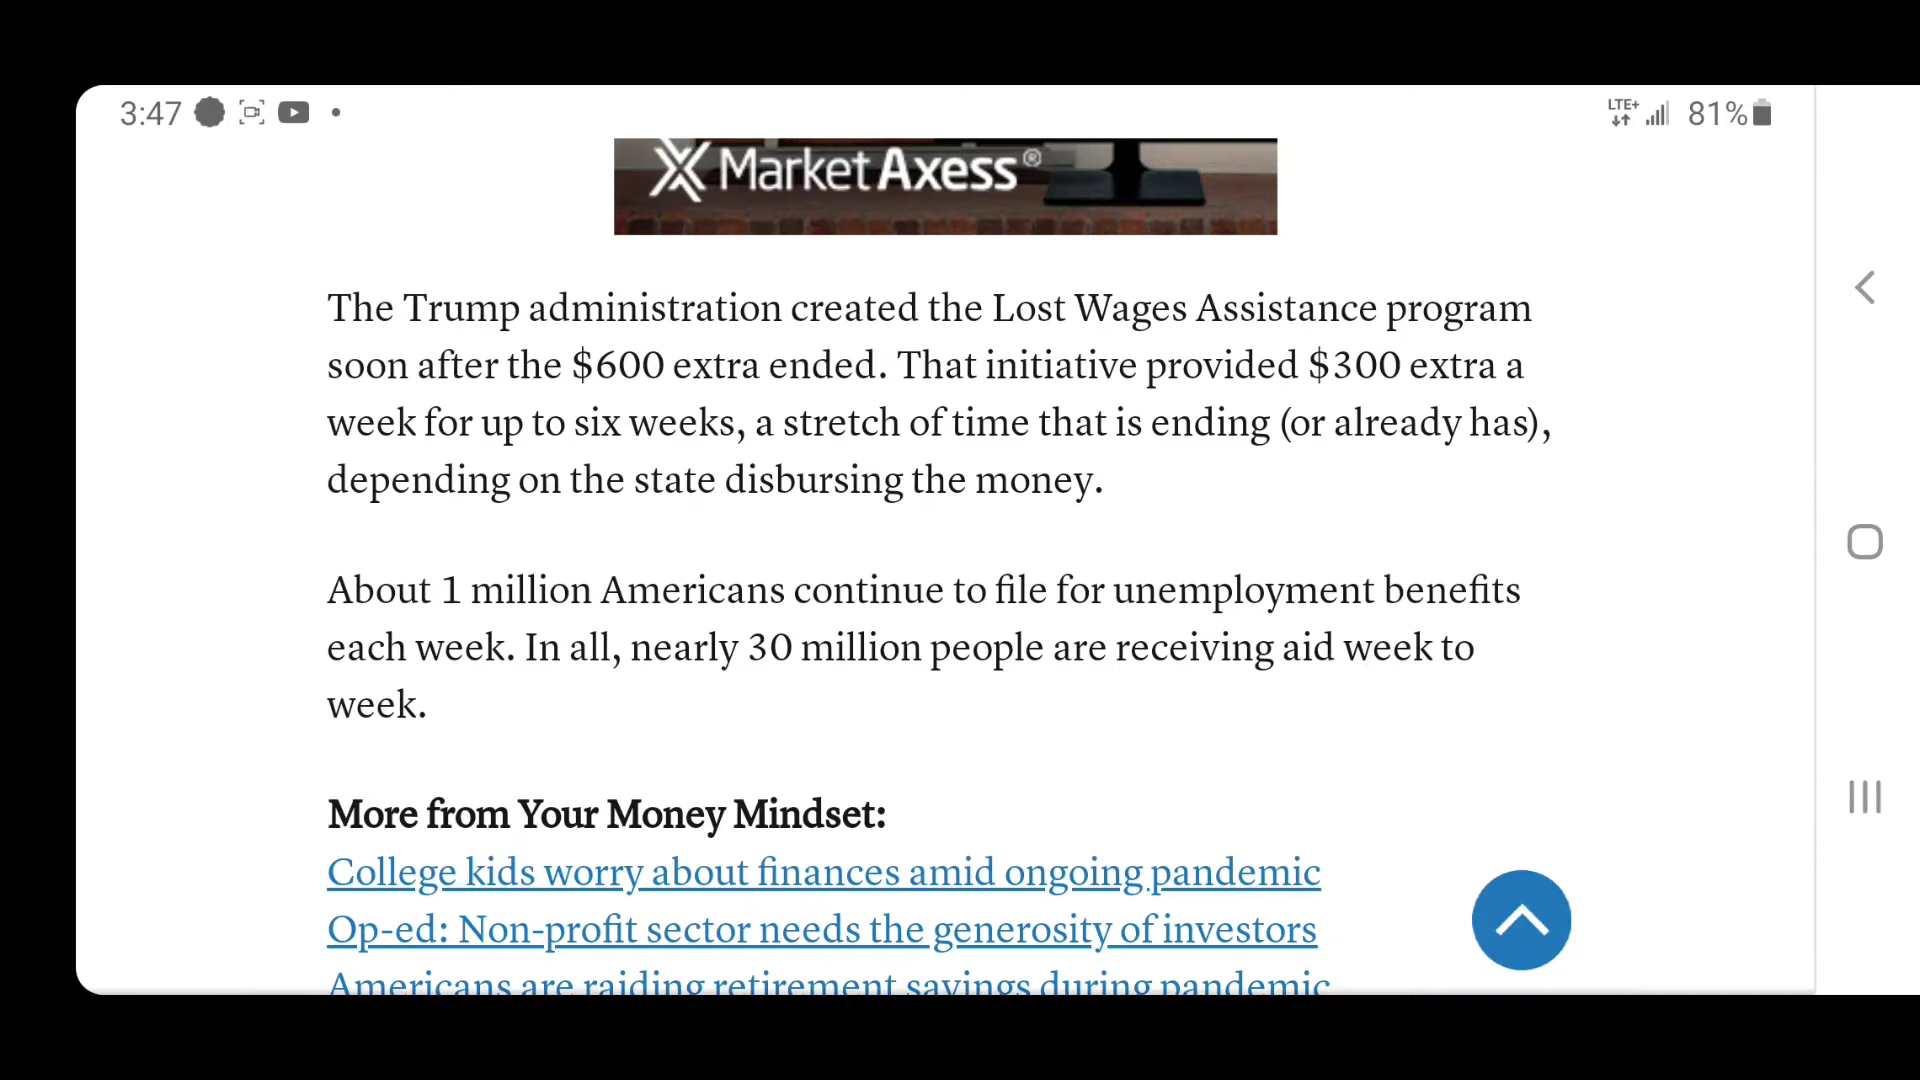 3:47
LTE+ 81%
MarketAxess®
The Trump administration created the Lost Wages Assistance program
soon after the $600 extra ended. That initiative provided $300 extra a
week for up to six weeks, a stretch of time that is ending (or already has),
depending on the state disbursing the money.
About 1 million Americans continue to file for unemployment benefits
each week. In all, nearly 30 million people are receiving aid week to
week.
More from Your Money Mindset:
College kids worry about finances amid ongoing pandemic
Op-ed: Non-profit sector needs the generosity of investors
Americans are raiding retirement savings during pandemic